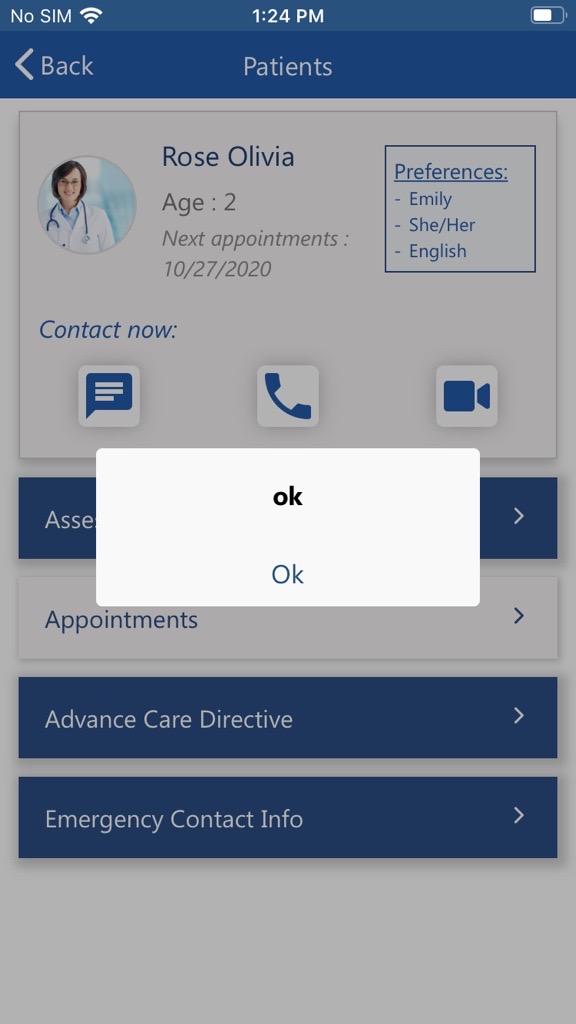 No SIM 1:24 PM
Back Patients
Rose Olivia
Age : 2
Next appointments :
10/27/2020
Preferences:
- Emily
- She/Her
- English
Contact now:
ok
Ok
Asse
Appointments
Advance Care Directive
Emergency Contact Info